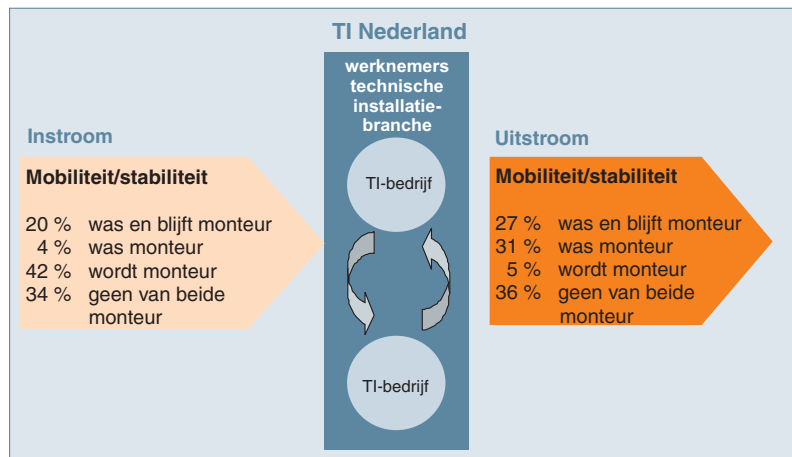 TI Nederland
werknemers
technische
installatie-
branche
Instroom
Mobiliteit/stabiliteit
20 % was en blijft monteur
4 % was monteur
42 % wordt monteur
34 % geen van beide
monteur
TI-bedrijf
TI-bedrijf
Uitstroom
Mobiliteit/stabiliteit
27 % was en blijft monteur
31 % was monteur
5 % wordt monteur
36 % geen van beide
monteur